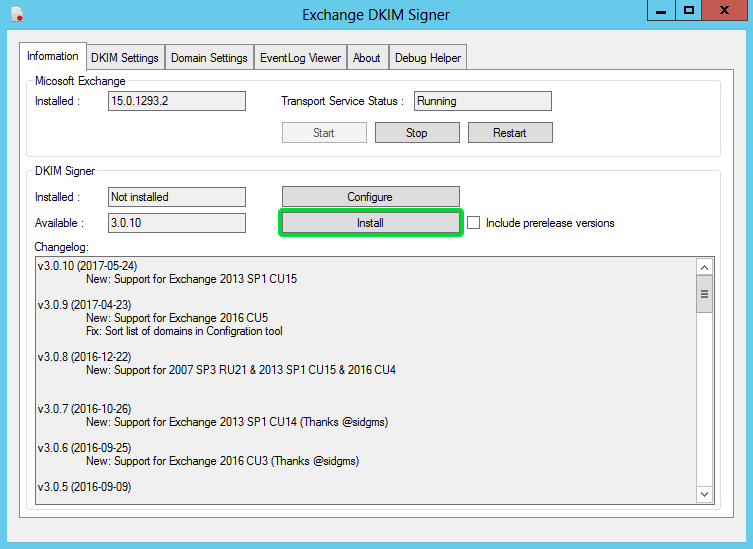 Exchange DKIM Signer
Information DKIM Settings Domain Settings EventLog Viewer About Debug Helper
Micosoft Exchange
Installed : 15.0.1293.2 Transport Service Status : Running
Start Stop Restart
DKIM Signer
Installed : Not installed Configure
Available : 3.0.10 Install Include prerelease versions
Changelog:
v3.0.10 (2017-05-24)
New: Support for Exchange 2013 SP1 CU15
v3.0.9 (2017-04-23)
New: Support for Exchange 2016 CU5
Fix: Sort list of domains in Configration tool
v3.0.8 (2016-12-22)
New: Support for 2007 SP3 RU21 & 2013 SP1 CU15 & 2016 CU4
v3.0.7 (2016-10-26)
New: Support for Exchange 2013 SP1 CU14 (Thanks @sidgms)
v3.0.6 (2016-09-25)
New: Support for Exchange 2016 CU3 (Thanks @sidgms)
v3.0.5 (2016-09-09)